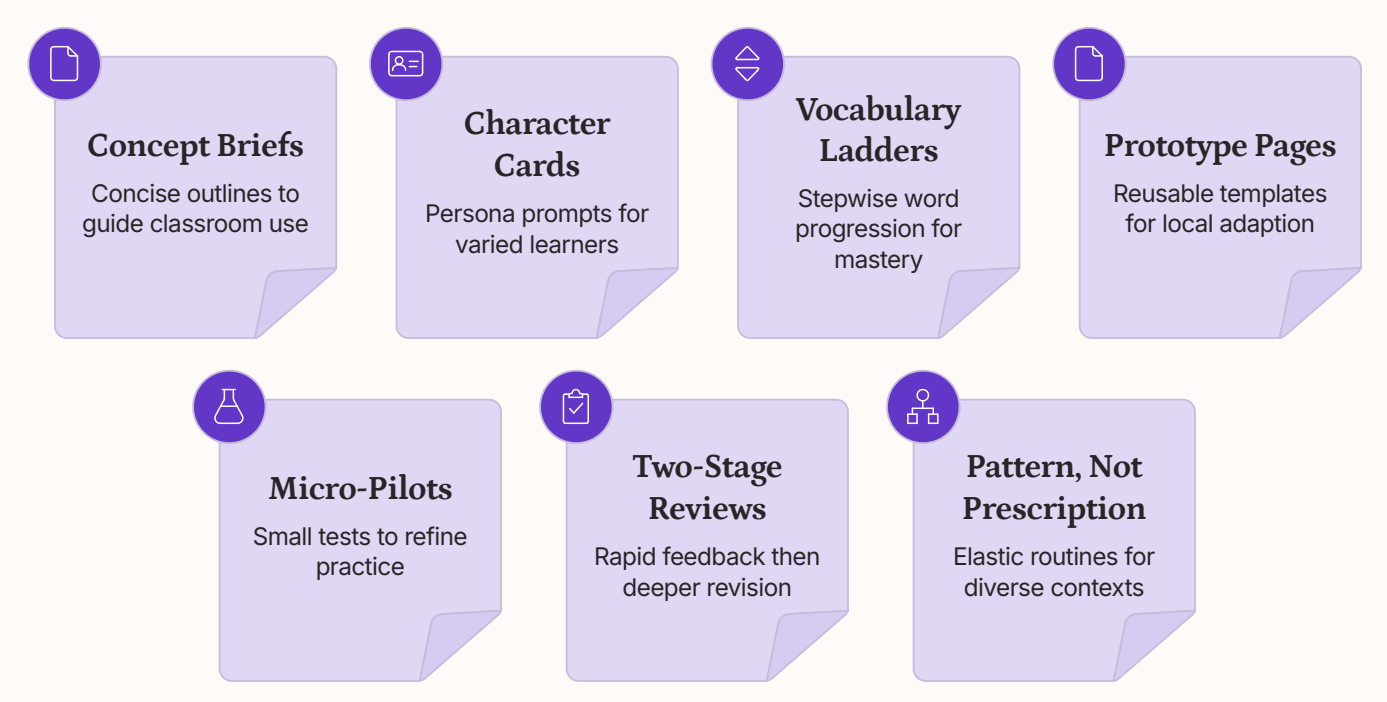 Concept Briefs
Concise outlines to
guide classroom use
Character
Cards
Persona prompts for
varied learners
Vocabulary
Ladders
Stepwise word
progression for
mastery
Prototype Pages
Reusable templates
for local adaption
Micro-Pilots
Small tests to refine
practice
Two-Stage
Reviews
Rapid feedback then
deeper revision
Pattern, Not
Prescription
Elastic routines for
diverse contexts